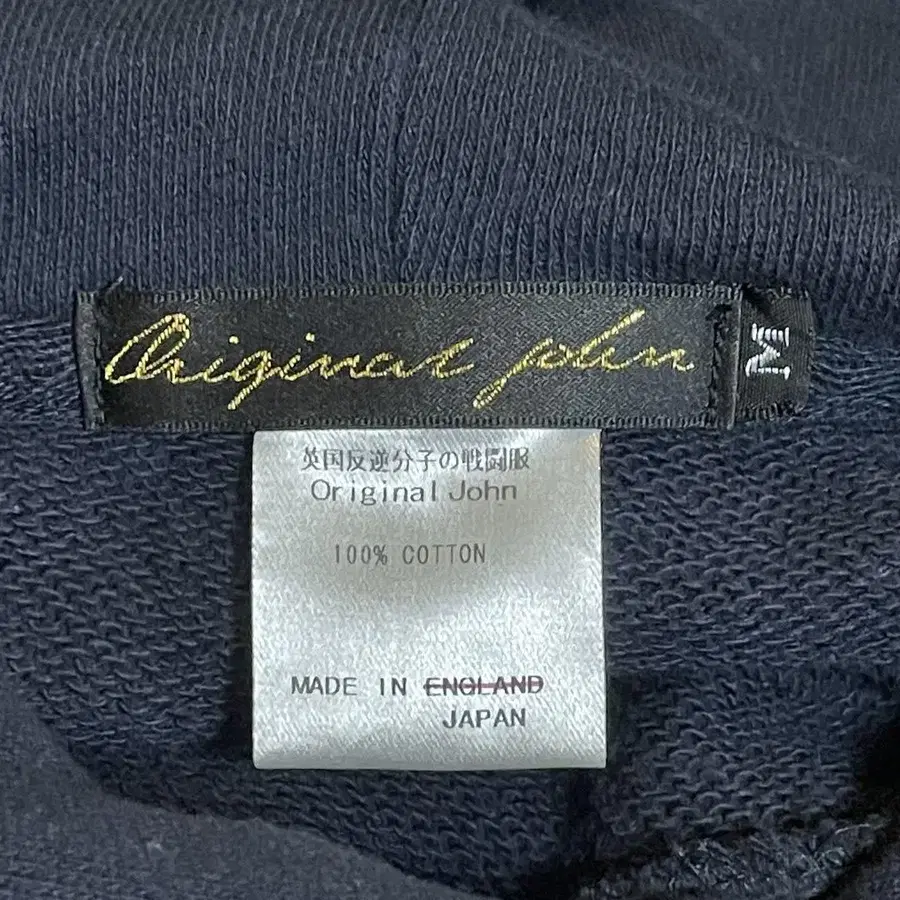 Original John
M
英国反逆分子の戦闘服
Original John
100% COTTON
MADE IN ENGLAND
JAPAN